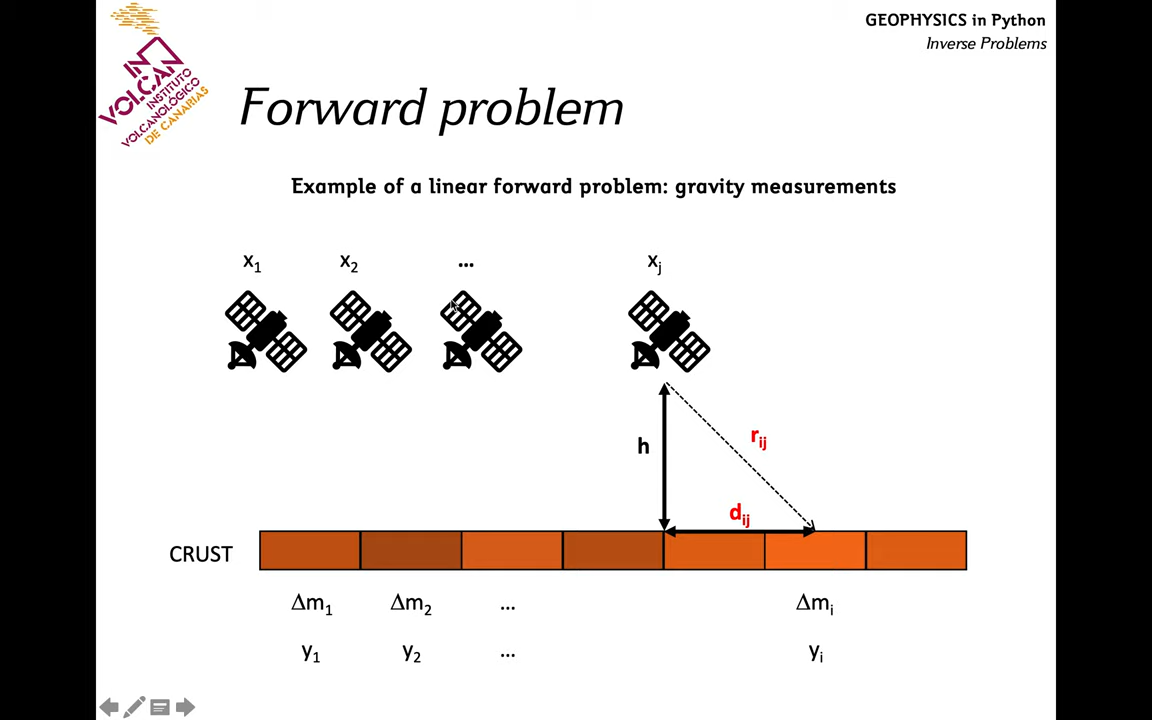 GEOPHYSICS in Python
Inverse Problems
IN
VOLCAN
INSTITUTO
VOLCANOLÓGICO
DE CANARIAS
Forward problem
Example of a linear forward problem: gravity measurements
x₁ x₂ ... xⱼ
h
rᵢⱼ
dᵢⱼ
CRUST
Δm₁ Δm₂ ... Δmᵢ
y₁ y₂ ... yᵢ